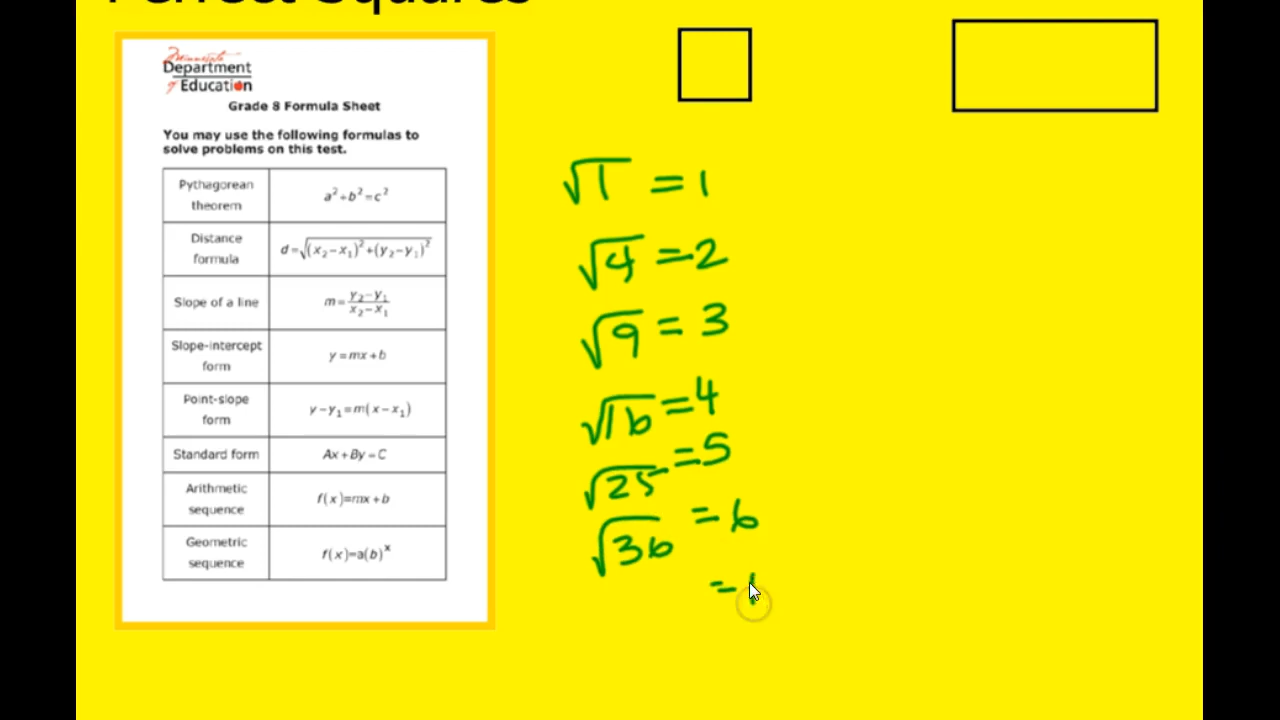 Perfect Squares
Minnesota
Department
of Education
Grade 8 Formula Sheet
You may use the following formulas to
solve problems on this test.
Pythagorean theorem a²+b²=c²
Distance formula d=√(x₂−x₁)²+(y₂−y₁)²
Slope of a line m=y₂−y₁/x₂−x₁
Slope-intercept form y=mx+b
Point-slope form y−y₁=m(x−x₁)
Standard form Ax+By=C
Arithmetic sequence f(x)=mx+b
Geometric sequence f(x)=a(b)ˣ
√1 = 1
√4 = 2
√9 = 3
√16 = 4
√25 = 5
√36 = 6
=